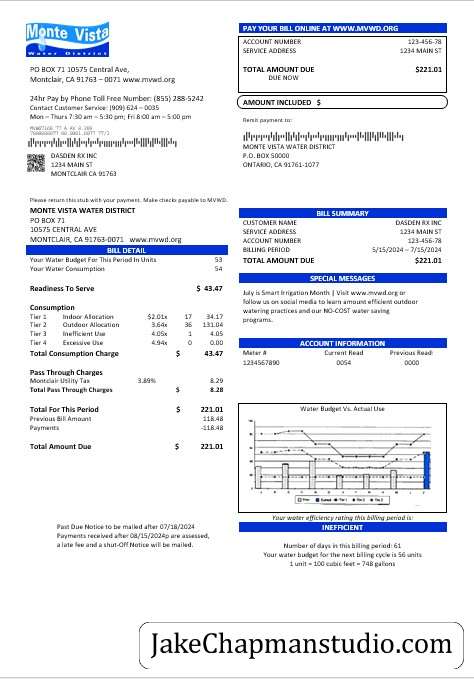 Monte Vista
Water District
PO BOX 71 10575 Central Ave,
Montclair, CA 91763 – 0071 www.mvwd.org
24hr Pay by Phone Toll Free Number: (855) 288-5242
Contact Customer Service: (909) 624 – 0035
Mon – Thurs 7:30 am – 5:30 pm; Fri 8:00 am – 5:00 pm
DASDEN RX INC
1234 MAIN ST
MONTCLAIR CA 91763
PAY YOUR BILL ONLINE AT WWW.MVWD.ORG
ACCOUNT NUMBER 123-456-78
SERVICE ADDRESS 1234 MAIN ST
TOTAL AMOUNT DUE $221.01
DUE NOW
AMOUNT INCLUDED $
Remit payment to:
MONTE VISTA WATER DISTRICT
P.O. BOX 50000
ONTARIO, CA 91761-1077
Please return this stub with your payment. Make checks payable to MVWD.
MONTE VISTA WATER DISTRICT
PO BOX 71
10575 CENTRAL AVE
MONTCLAIR, CA 91763-0071 www.mvwd.org
BILL DETAIL
Your Water Budget For This Period In Units 53
Your Water Consumption 54
Readiness To Serve $ 43.47
Consumption
Tier 1 Indoor Allocation $2.01x 17 34.17
Tier 2 Outdoor Allocation 3.64x 36 131.04
Tier 3 Inefficient Use 4.05x 1 4.05
Tier 4 Excessive Use 4.94x 0 0.00
Total Consumption Charge $ 43.47
Pass Through Charges
Montclair Utility Tax 3.89% 8.29
Total Pass Through Charges $ 8.28
Total For This Period $ 221.01
Previous Bill Amount 118.48
Payments -118.48
Total Amount Due $ 221.01
Past Due Notice to be mailed after 07/18/2024
Payments received after 08/15/2024p are assessed,
a late fee and a shut-Off Notice will be mailed.
BILL SUMMARY
CUSTOMER NAME DASDEN RX INC
SERVICE ADDRESS 1234 MAIN ST
ACCOUNT NUMBER 123-456-78
BILLING PERIOD 5/15/2024 – 7/15/2024
TOTAL AMOUNT DUE $221.01
SPECIAL MESSAGES
July is Smart Irrigation Month | Visit www.mvwd.org or
follow us on social media to learn amount efficient outdoor
watering practices and our NO-COST water saving
programs.
ACCOUNT INFORMATION
Meter # Current Read Previous Read
1234567890 0054 0000
Water Budget Vs. Actual Use
Your water efficiency rating this billing period is:
INEFFICIENT
Number of days in this billing period: 61
Your water budget for the next billing cycle is 56 units
1 unit = 100 cubic feet = 748 gallons
JakeChapmanstudio.com